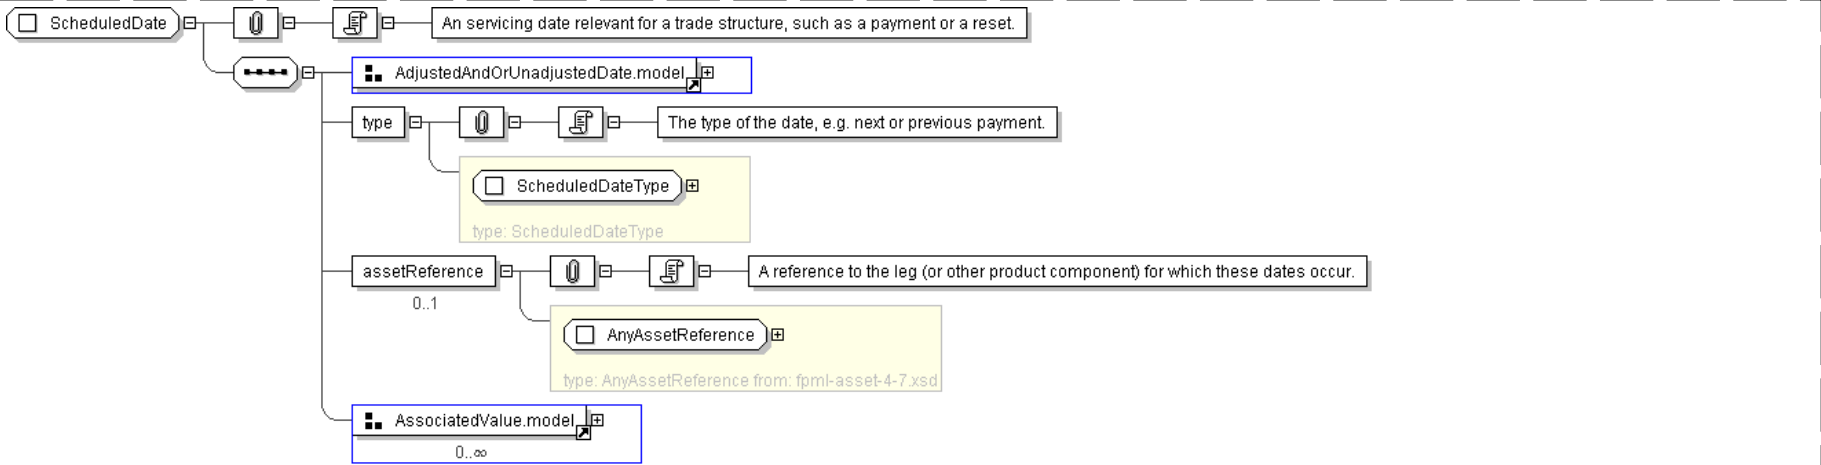 ScheduledDate An servicing date relevant for a trade structure, such as a payment or a reset.
AdjustedAndOrUnadjustedDate.model
type The type of the date, e.g. next or previous payment.
ScheduledDateType
type: ScheduledDateType
assetReference A reference to the leg (or other product component) for which these dates occur.
0..1
AnyAssetReference
type: AnyAssetReference from: fpml-asset-4-7.xsd
AssociatedValue.model
0..∞